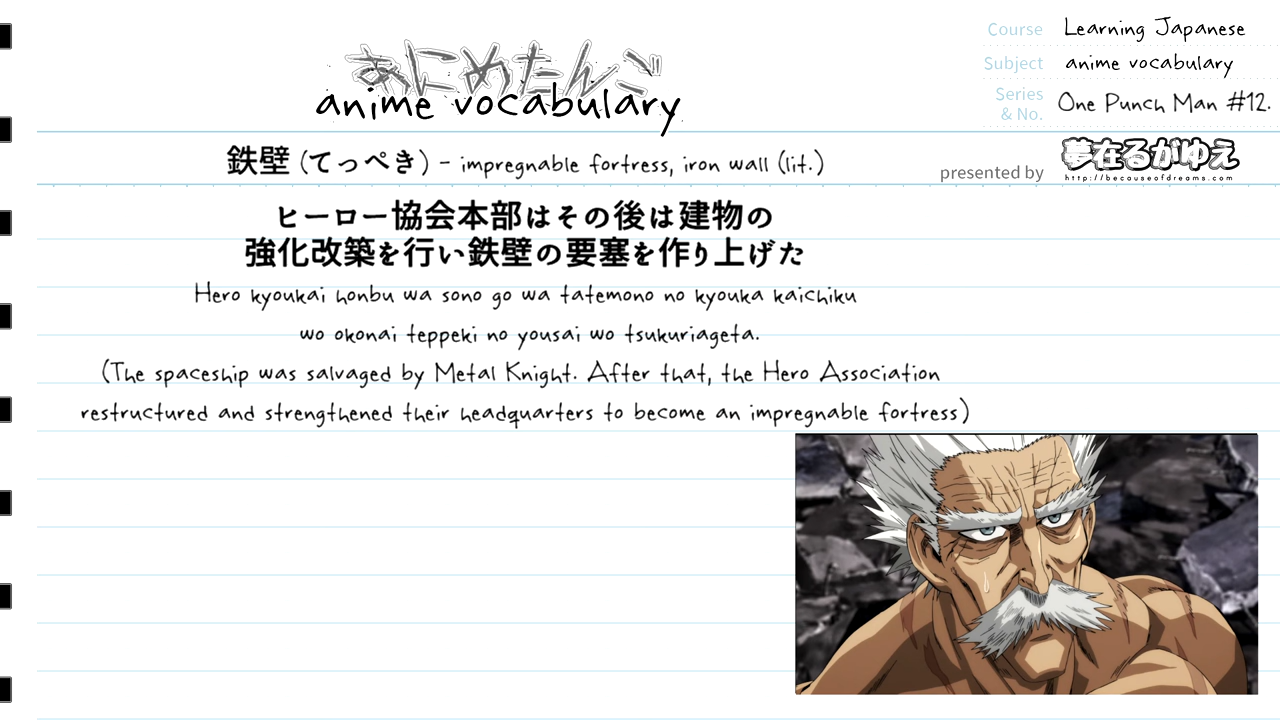 あにめたんご
anime vocabulary
Course Learning Japanese
Subject anime vocabulary
Series & No. One Punch Man #12.
presented by 夢在るがゆえ
http://becauseofdreams.com
鉄壁 (てっぺき) - impregnable fortress, iron wall (lit.)
ヒーロー協会本部はその後は建物の
強化改築を行い鉄壁の要塞を作り上げた
Hero kyoukai honbu wa sono go wa tatemono no kyouka kaichiku
wo okonai teppeki no yousai wo tsukuriageta.
(The spaceship was salvaged by Metal Knight. After that, the Hero Association
restructured and strengthened their headquarters to become an impregnable fortress)